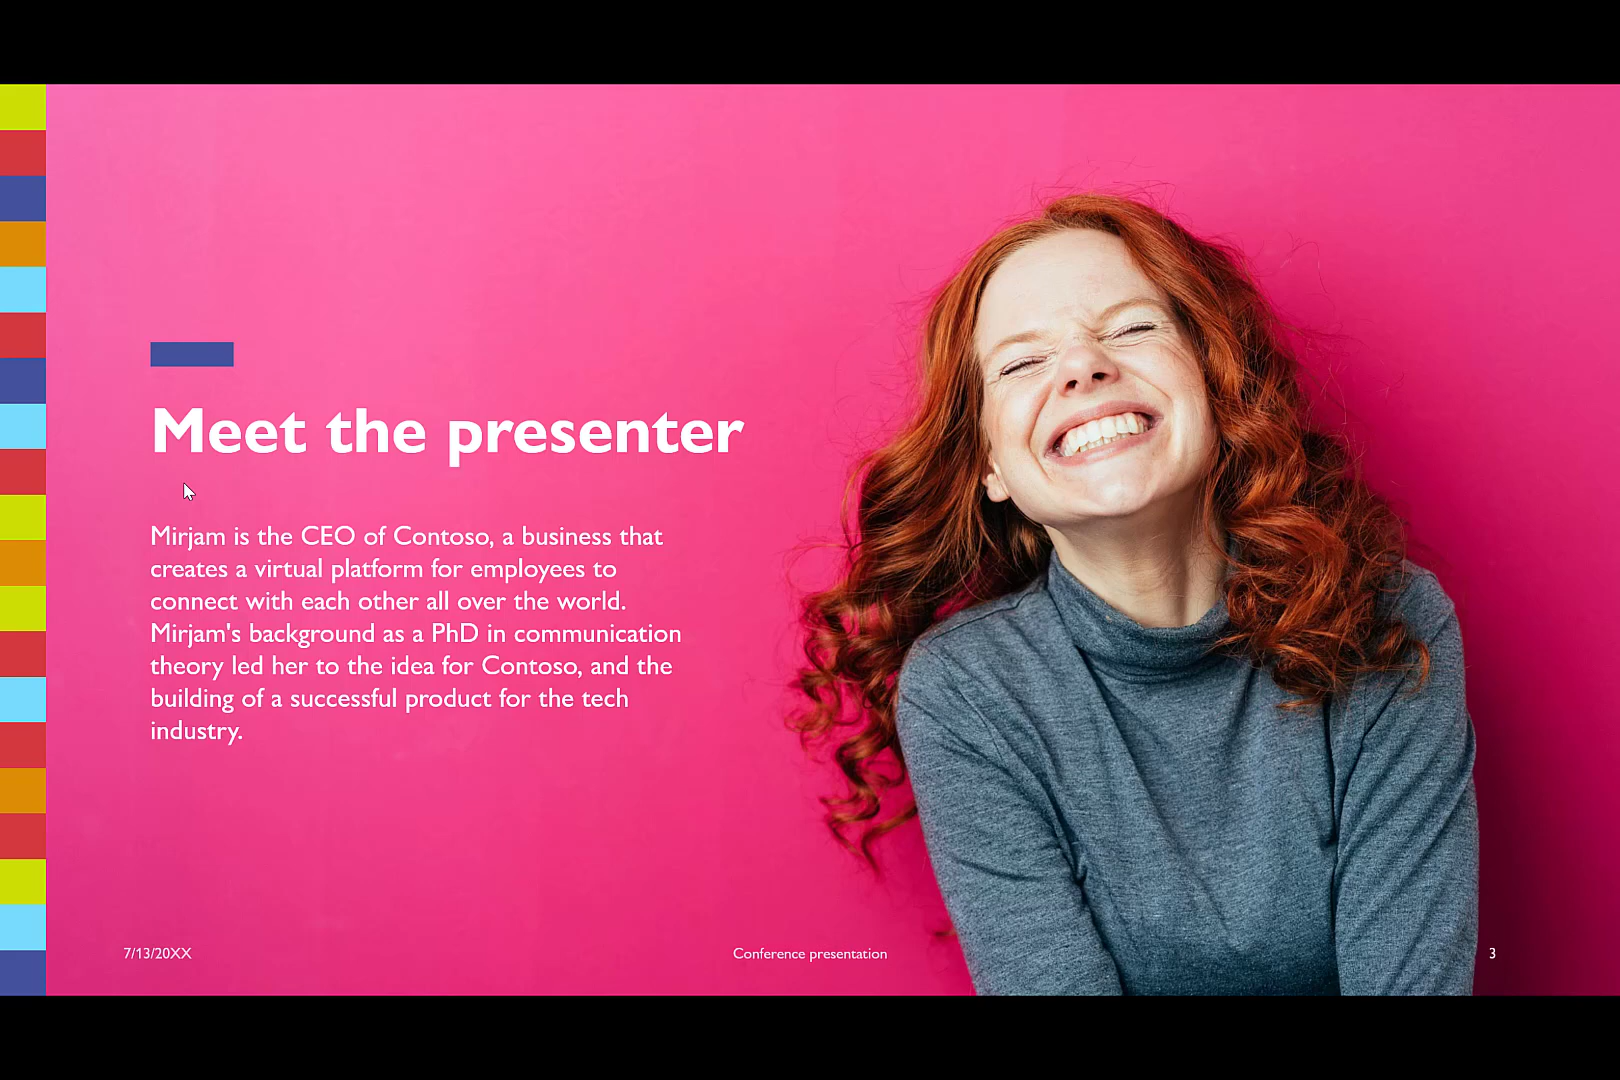 Meet the presenter
Mirjam is the CEO of Contoso, a business that
creates a virtual platform for employees to
connect with each other all over the world.
Mirjam's background as a PhD in communication
theory led her to the idea for Contoso, and the
building of a successful product for the tech
industry.
7/13/20XX
Conference presentation
3